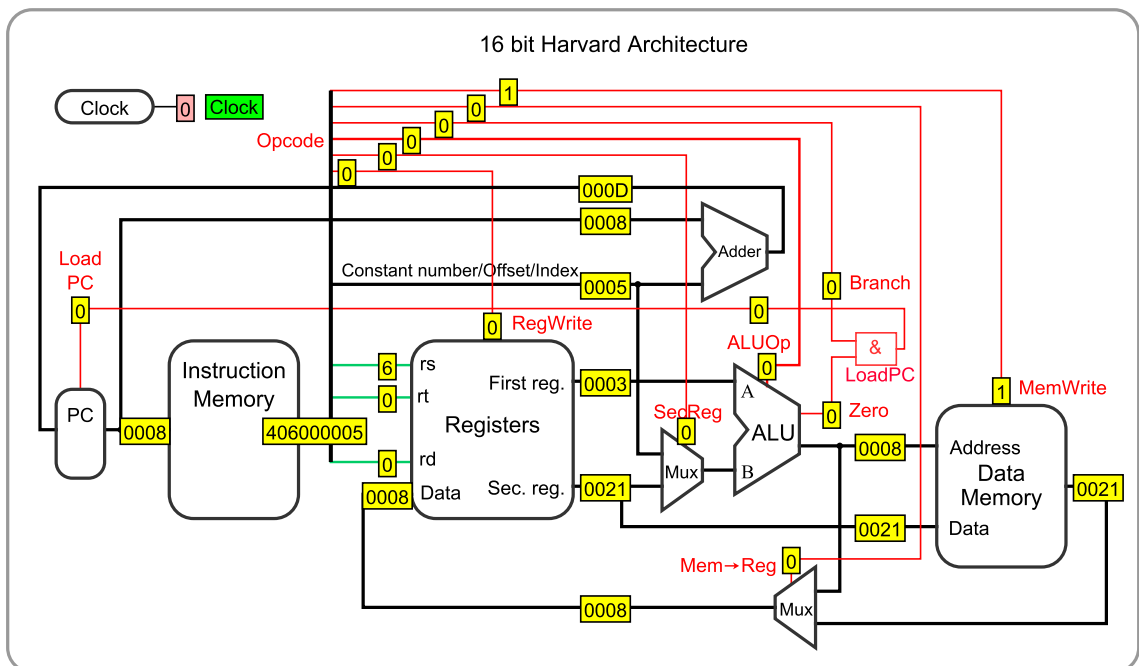 16 bit Harvard Architecture
1
Clock
0
Clock
0
0
Opcode
0
0
0
000D
0008
Adder
Load
PC
Constant number/Offset/Index
0005
0
Branch
0
0
0
RegWrite
ALUOp
&
LoadPC
Instruction
Memory
6
rs
First reg.
0003
0
A
1
MemWrite
PC
0
rt
Registers
SecReg
0
Zero
0008
406000005
0
ALU
0008
Address
0
rd
Mux
B
Data
Memory
0008
Data
Sec. reg.
0021
0021
0021
Data
Mem→Reg
0
0008
Mux